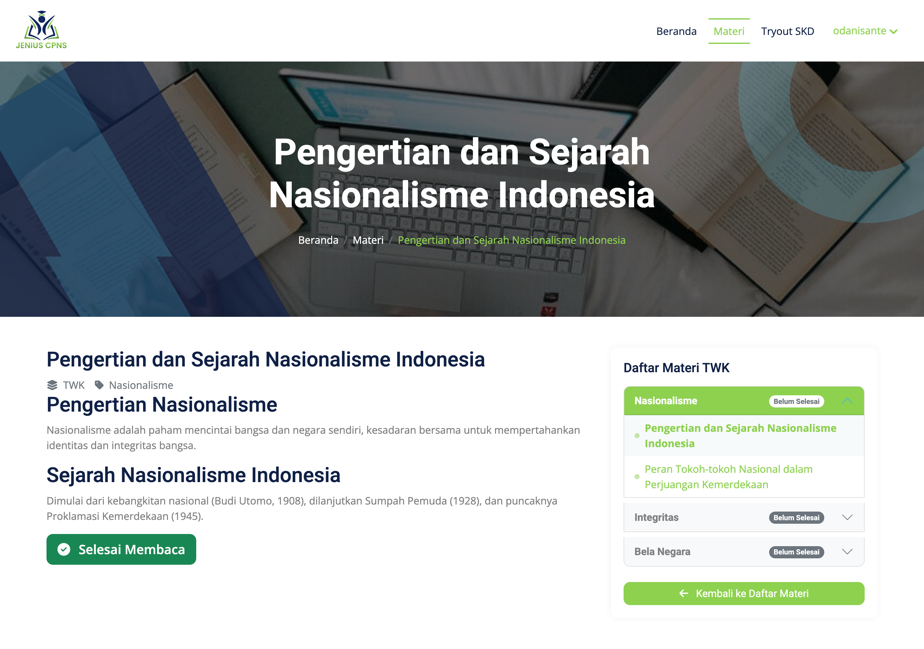 JENIUS CPNS
Beranda
Materi
Tryout SKD
odanisante
Pengertian dan Sejarah
Nasionalisme Indonesia
Beranda / Materi / Pengertian dan Sejarah Nasionalisme Indonesia
Pengertian dan Sejarah Nasionalisme Indonesia
TWK Nasionalisme
Pengertian Nasionalisme
Nasionalisme adalah paham mencintai bangsa dan negara sendiri, kesadaran bersama untuk mempertahankan
identitas dan integritas bangsa.
Sejarah Nasionalisme Indonesia
Dimulai dari kebangkitan nasional (Budi Utomo, 1908), dilanjutkan Sumpah Pemuda (1928), dan puncaknya
Proklamasi Kemerdekaan (1945).
Selesai Membaca
Daftar Materi TWK
Nasionalisme Belum Selesai
Pengertian dan Sejarah Nasionalisme
Indonesia
Peran Tokoh-tokoh Nasional dalam
Perjuangan Kemerdekaan
Integritas Belum Selesai
Bela Negara Belum Selesai
Kembali ke Daftar Materi